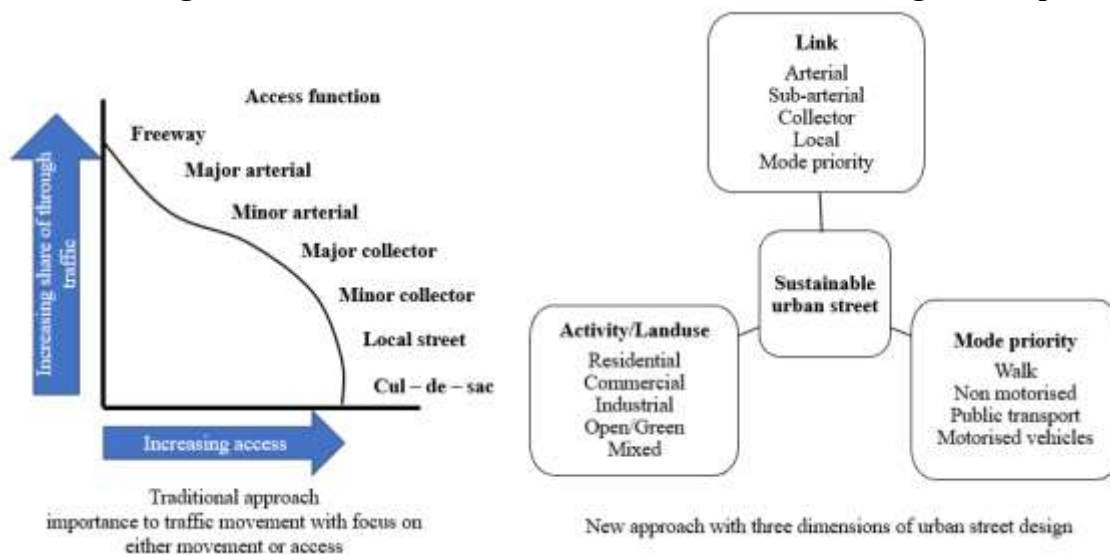 Access function
Freeway
Major arterial
Minor arterial
Major collector
Minor collector
Local street
Cul – de – sac
Increasing share of through
traffic
Increasing access
Traditional approach
importance to traffic movement with focus on
either movement or access
Link
Arterial
Sub-arterial
Collector
Local
Mode priority
Sustainable
urban street
Activity/Landuse
Residential
Commercial
Industrial
Open/Green
Mixed
Mode priority
Walk
Non motorised
Public transport
Motorised vehicles
New approach with three dimensions of urban street design